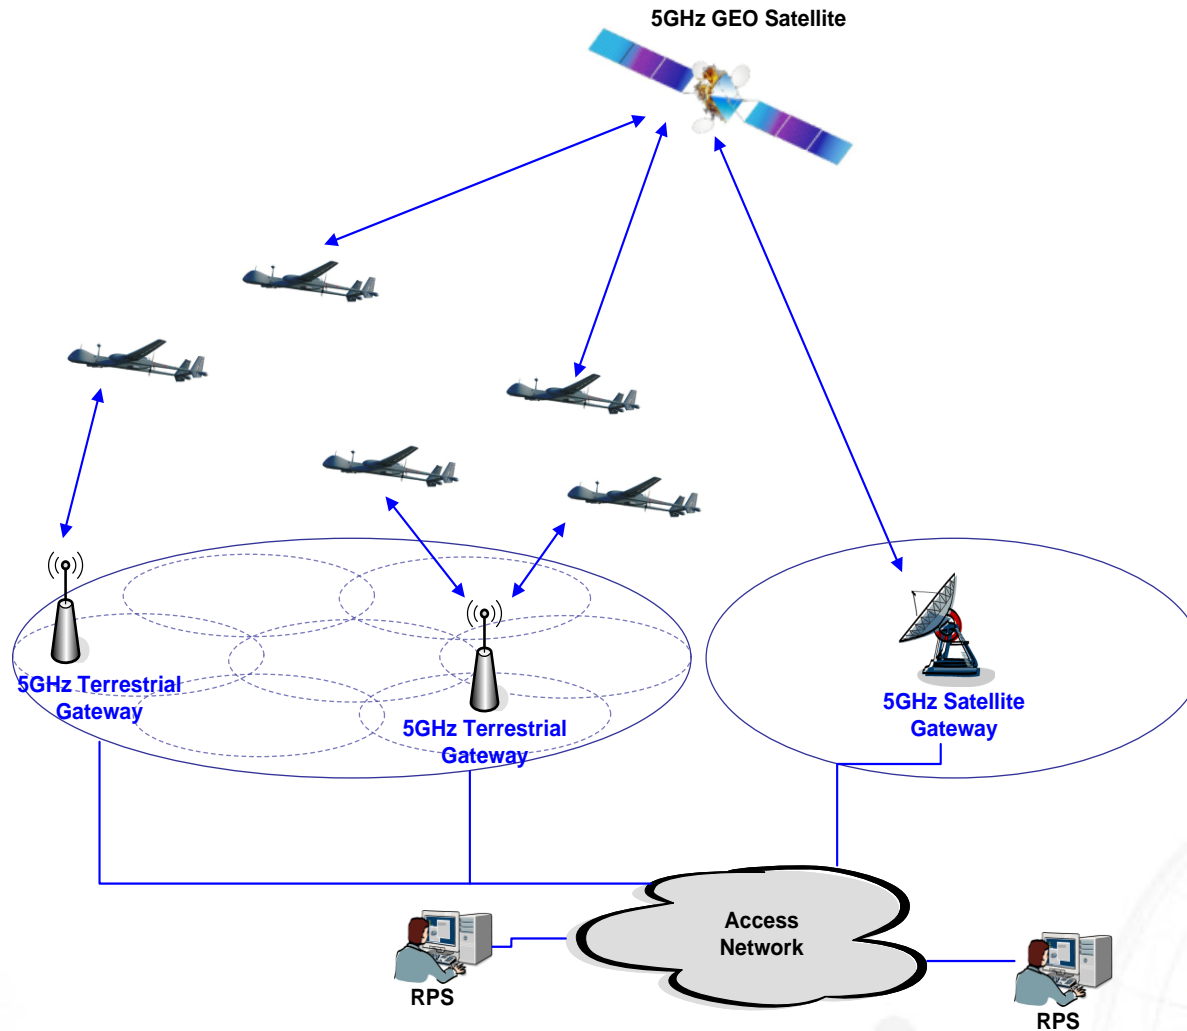 5GHz GEO Satellite
5GHz Terrestrial
Gateway
5GHz Terrestrial
Gateway
5GHz Satellite
Gateway
Access
Network
RPS
RPS